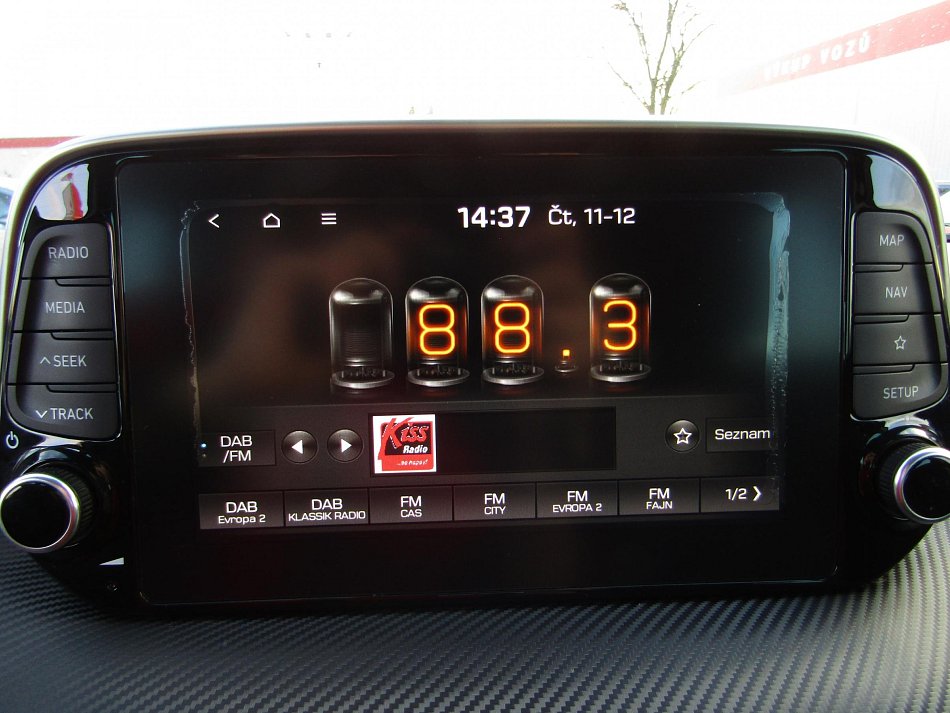 VÝKUP VOZŮ
14:37 Čt, 11-12
RADIO
MEDIA
SEEK
TRACK
MAP
NAV
SETUP
88.3
DAB
/FM
Kiss
Radio
Seznam
DAB
Evropa 2
DAB
KLASSIK RADIO
FM
CAS
FM
CITY
FM
EVROPA 2
FM
FAJN
1/2